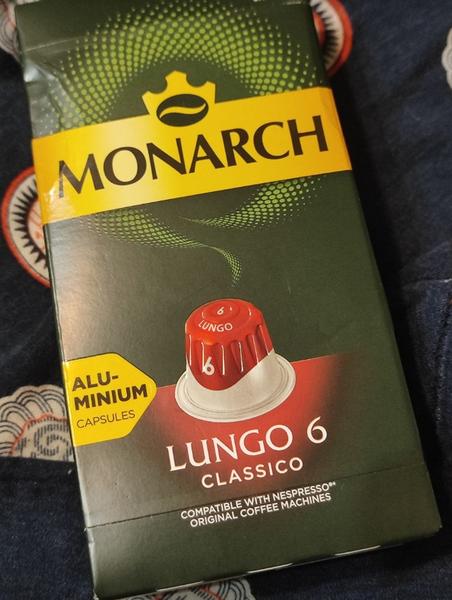 MONARCH
6
LUNGO
6
ALU-
MINIUM
CAPSULES
LUNGO 6
CLASSICO
COMPATIBLE WITH NESPRESSO®*
ORIGINAL COFFEE MACHINES